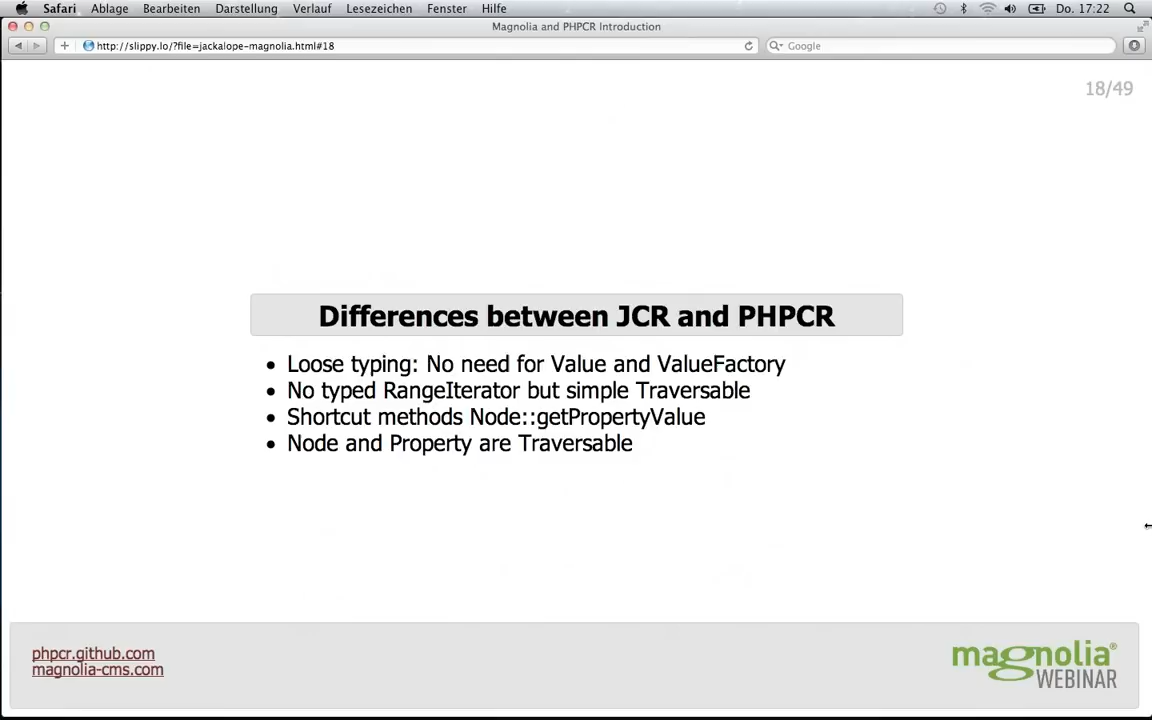 Safari Ablage Bearbeiten Darstellung Verlauf Lesezeichen Fenster Hilfe Do. 17:22
Magnolia and PHPCR Introduction
http://slippy.lo/?file=jackalope-magnolia.html#18 Google
18/49
Differences between JCR and PHPCR
• Loose typing: No need for Value and ValueFactory
• No typed RangeIterator but simple Traversable
• Shortcut methods Node::getPropertyValue
• Node and Property are Traversable
phpcr.github.com
magnolia-cms.com
magnolia®
WEBINAR